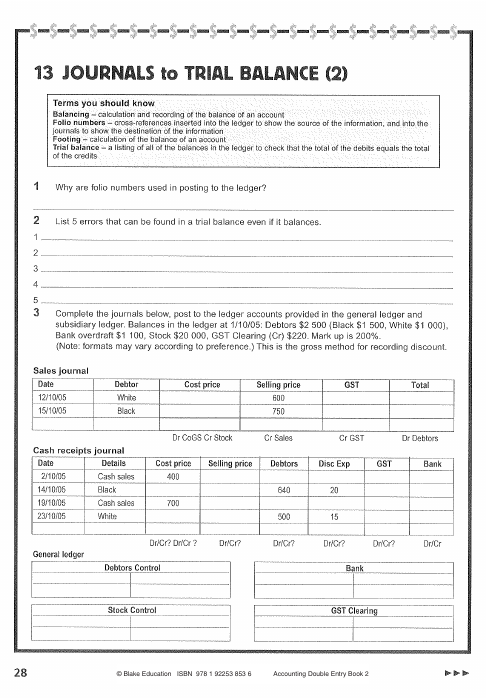 13 JOURNALS to TRIAL BALANCE (2)
Terms you should know
Balancing – calculation and recording of the balance of an account
Folio numbers – cross-references inserted into the ledger to show the source of the information, and into the
journals to show the destination of the information
Footing – calculation of the balance of an account
Trial balance – a listing of all of the balances in the ledger to check that the total of the debits equals the total
of the credits
1 Why are folio numbers used in posting to the ledger?
2 List 5 errors that can be found in a trial balance even if it balances.
1
2
3
4
5
3 Complete the journals below, post to the ledger accounts provided in the general ledger and
subsidiary ledger. Balances in the ledger at 1/10/05: Debtors $2 500 (Black $1 500, White $1 000),
Bank overdraft $1 100, Stock $20 000, GST Clearing (Cr) $220. Mark up is 200%.
(Note: formats may vary according to preference.) This is the gross method for recording discount.
Sales journal
Date Debtor Cost price Selling price GST Total
12/10/05 White 600
15/10/05 Black 750
Dr CoGS Cr Stock Cr Sales Cr GST Dr Debtors
Cash receipts journal
Date Details Cost price Selling price Debtors Disc Exp GST Bank
2/10/05 Cash sales 400
14/10/05 Black 640 20
19/10/05 Cash sales 700
23/10/05 White 500 15
Dr/Cr? Dr/Cr ? Dr/Cr? Dr/Cr? Dr/Cr? Dr/Cr? Dr/Cr
General ledger
Debtors Control Bank
Stock Control GST Clearing
28 © Blake Education ISBN 978 1 92253 853 6 Accounting Double Entry Book 2